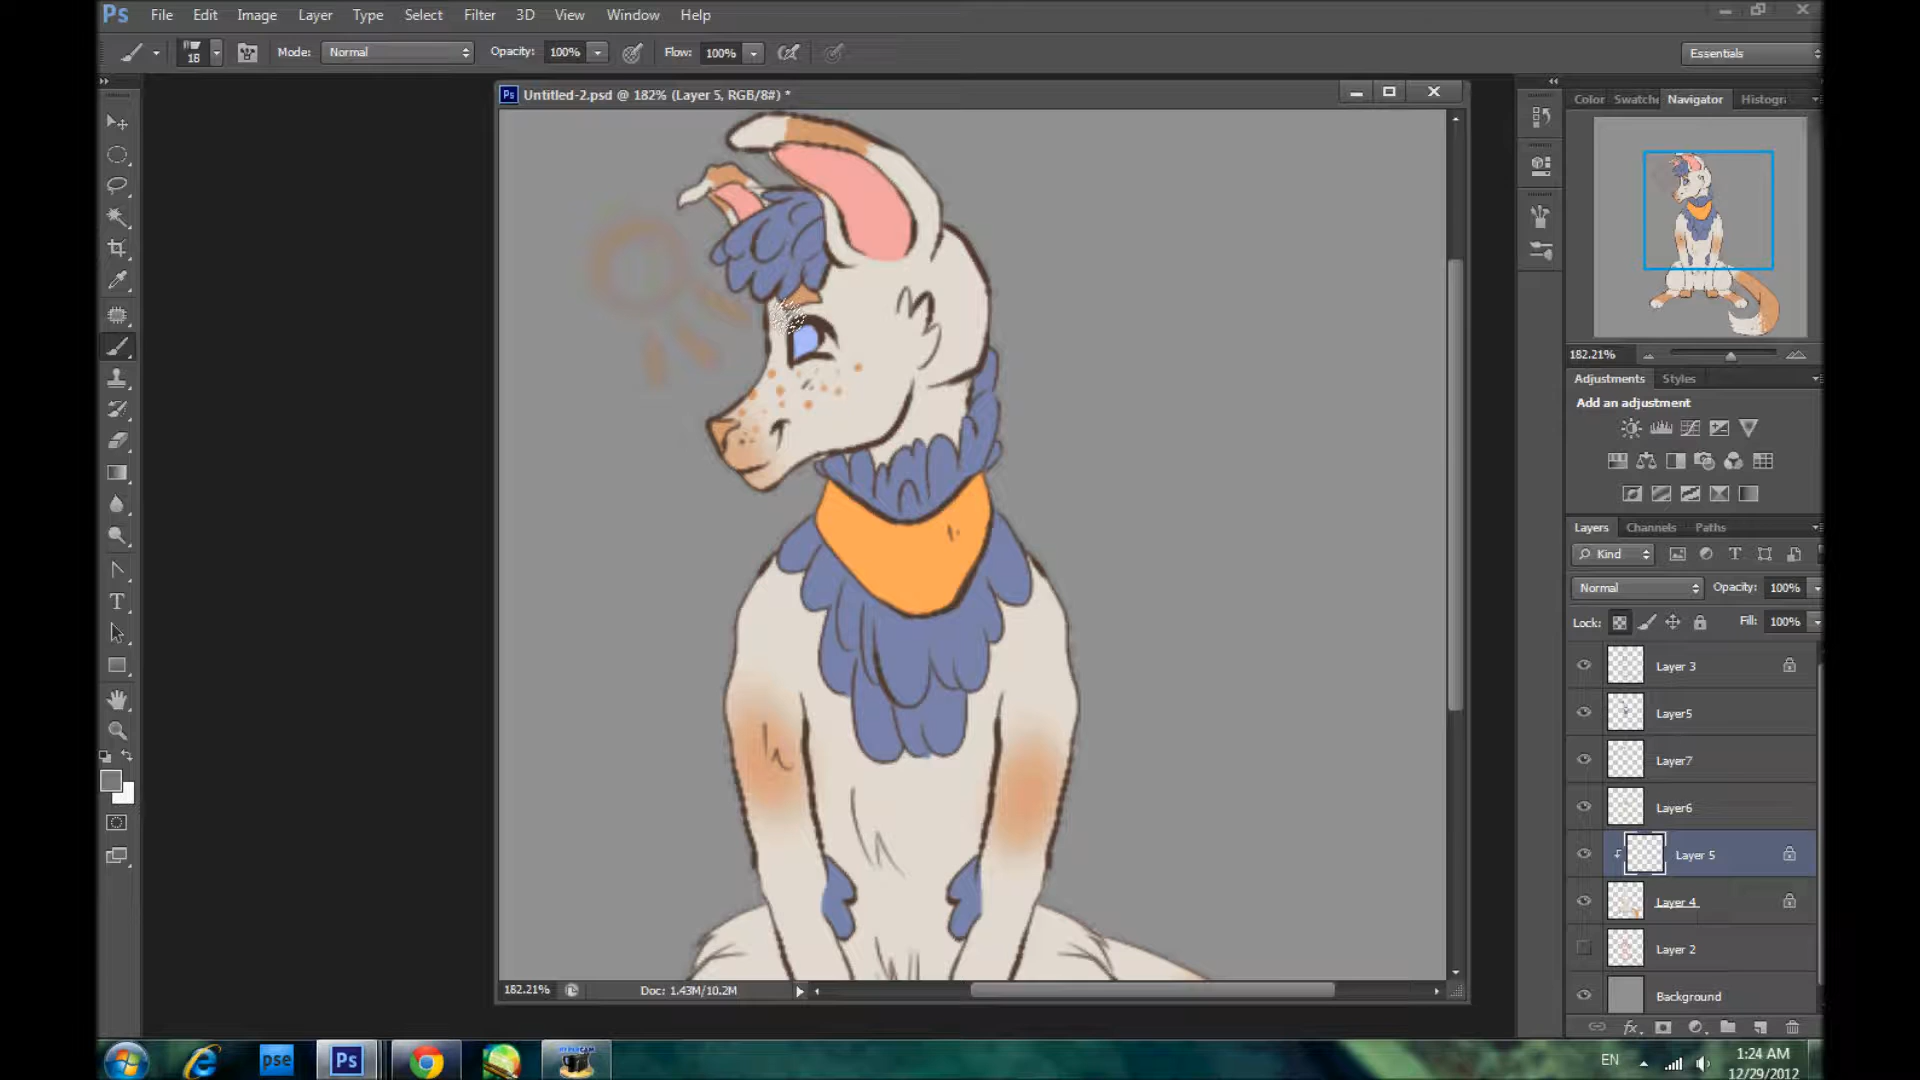 Ps File Edit Image Layer Type Select Filter 3D View Window Help
18 Mode: Normal Opacity: 100% Flow: 100% Essentials
Ps Untitled-2.psd @ 182% (Layer 5, RGB/8#) *
Color Swatch Navigator Histogr
182.21%
Adjustments Styles
Add an adjustment
Layers Channels Paths
Kind
Normal Opacity: 100%
Lock: Fill: 100%
Layer 3
Layer5
Layer7
Layer6
Layer 5
Layer 4
Layer 2
Background
182.21% Doc: 1.43M/10.2M
fx
pse Ps EN 1:24 AM
12/29/2012